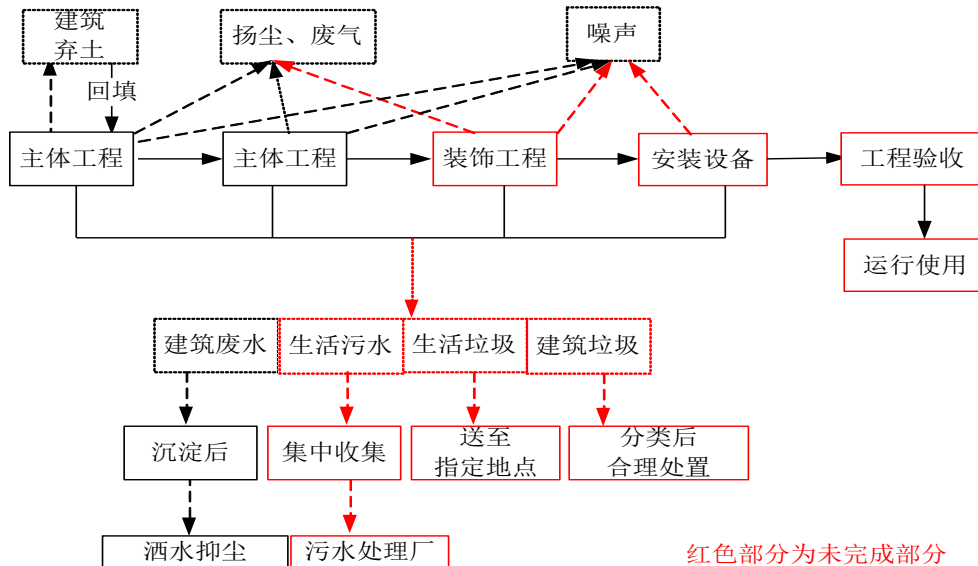 建筑
弃土
扬尘、废气
噪声
回填
主体工程
主体工程
装饰工程
安装设备
工程验收
运行使用
建筑废水
生活污水
生活垃圾
建筑垃圾
沉淀后
集中收集
送至
指定地点
分类后
合理处置
洒水抑尘
污水处理厂
红色部分为未完成部分